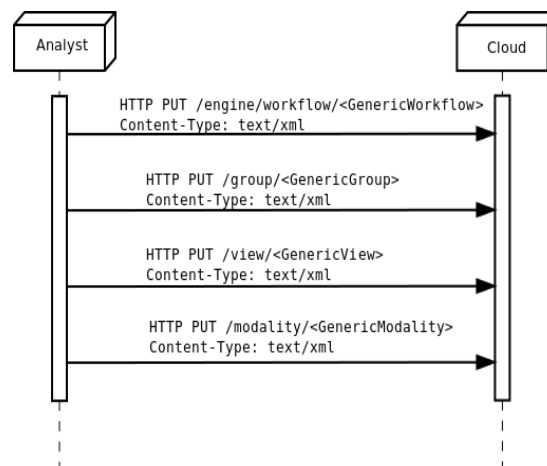 Analyst
Cloud
HTTP PUT /engine/workflow/<GenericWorkflow>
Content-Type: text/xml
HTTP PUT /group/<GenericGroup>
Content-Type: text/xml
HTTP PUT /view/<GenericView>
Content-Type: text/xml
HTTP PUT /modality/<GenericModality>
Content-Type: text/xml